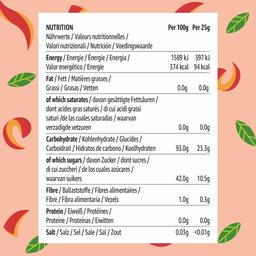 NUTRITION Per 100g Per 25g
Nährwerte / Valeurs nutritionnelles /
Valori nutrizionali / Nutrición / Voedingswaarde
Energy / Energie / Énergie / Energia /
Valor energético / Energie
1589 kJ 397 kJ
374 kcal 94 kcal
Fat / Fett / Matières grasses /
Grassi / Grasas / Vetten 0.0g 0.0g
of which saturates / davon gesättigte Fettsäuren /
dont acides gras saturés / di cui acidi grassi
saturi /de las cuales saturadas / waarvan
verzadigde vetzuren 0.0g 0.0g
Carbohydrate / Kohlenhydrate / Glucides /
Carboidrati / Hidratos de carbono / Koolhydraten 93.0g 23.3g
of which sugars / davon Zucker / dont sucres /
di cui zuccheri / de los cuales azúcares /
waarvan suikers 42.0g 10.5g
Fibre / Ballaststoffe / Fibres alimentaires /
Fibre / Fibra alimentaria / Vezels 1.0g 0.3g
Protein / Eiweiß / Protéines /
Proteine / Proteínas / Eiwitten 0.0g 0.0g
Salt / Salz / Sel / Sale / Sal / Zout 0.03g <0.01g